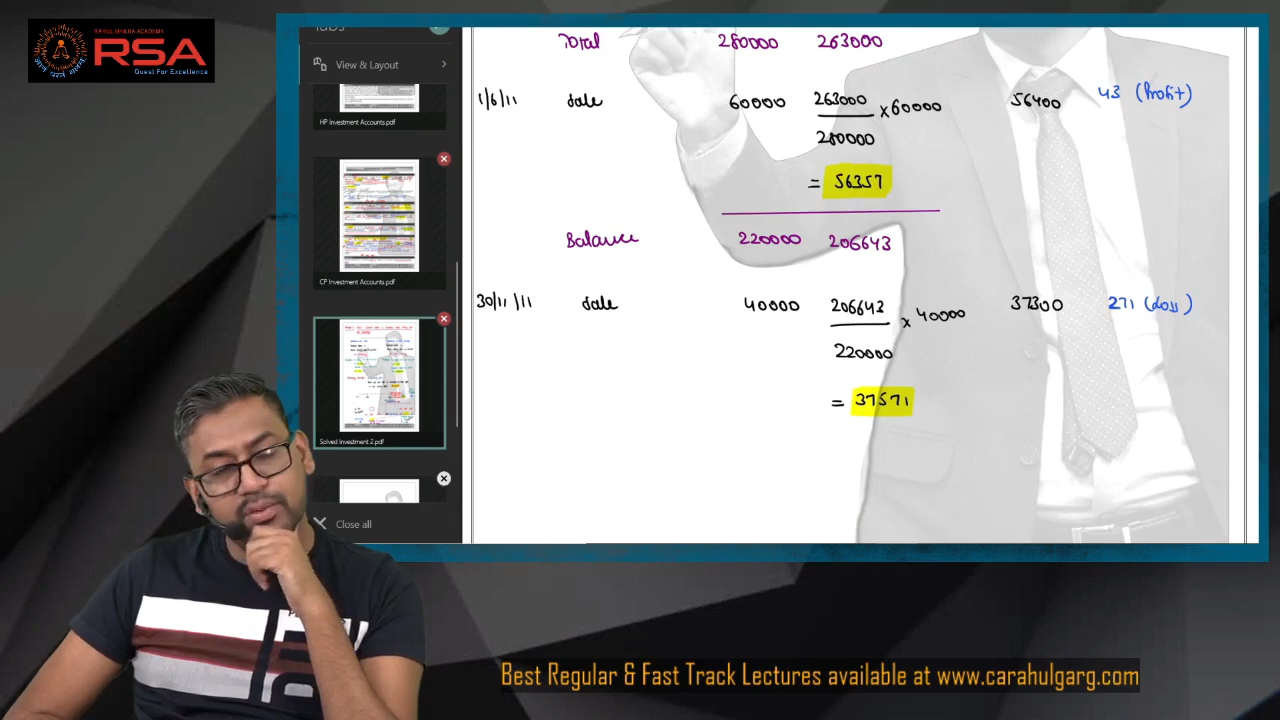 RAHUL SHIKHA ACADEMY
RSA
Quest For Excellence
View & Layout
HP Investment Accounts.pdf
CP Investment Accounts.pdf
Solved Investment 2.pdf
Close all
Total 280000 263000
1/6/11 Sale 60000 263000 × 60000 56400 43 (Profit)
280000
= 56357
Balance 220000 206643
30/11/11 Sale 40000 206643 × 40000 37300 271 (Loss)
220000
= 37571
Best Regular & Fast Track Lectures available at www.carahulgarg.com